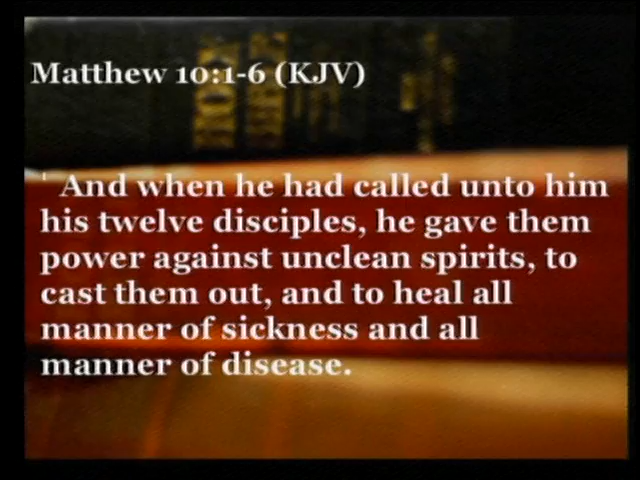 Matthew 10:1-6 (KJV)
1 And when he had called unto him
his twelve disciples, he gave them
power against unclean spirits, to
cast them out, and to heal all
manner of sickness and all
manner of disease.